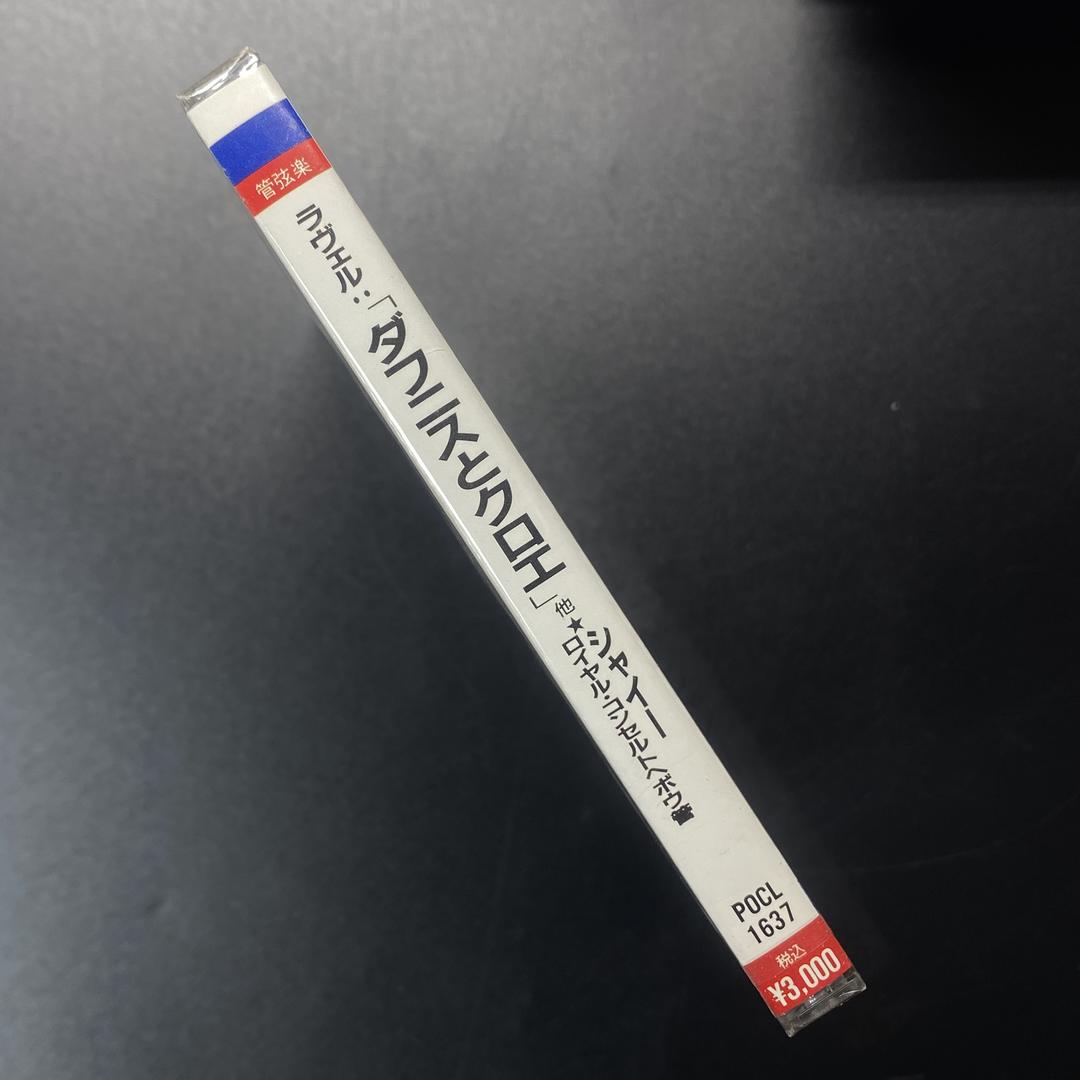 管弦楽
ラヴェル:「ダフニスとクロエ」他★シャイー
ロイヤル・コンセルトヘボウ管
POCL
1637
税込
¥3,000